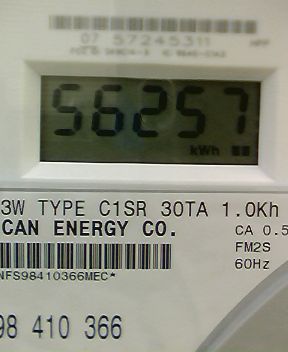 07 57245311
56257
kWh
3W TYPE C1SR 30TA 1.0Kh
CAN ENERGY CO.
CA 0.5
FM2S
60Hz
NFS98410366MEC*
98 410 366